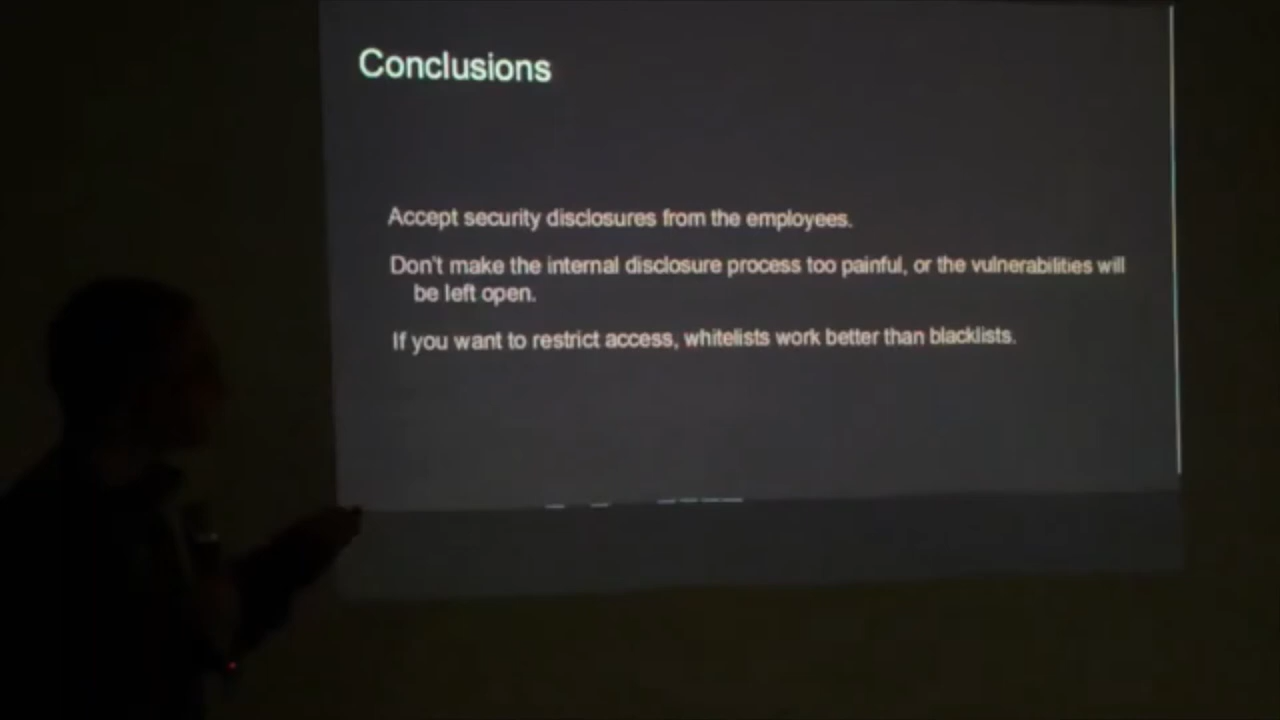 Conclusions
Accept security disclosures from the employees.
Don't make the internal disclosure process too painful, or the vulnerabilities will
be left open.
If you want to restrict access, whitelists work better than blacklists.